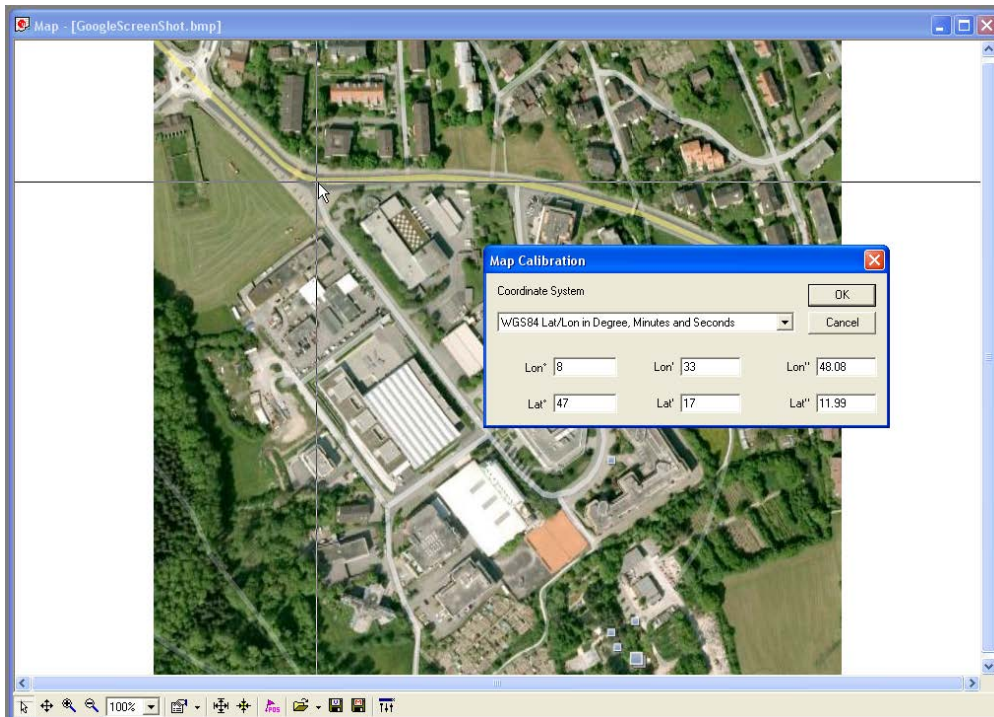 Map - [GoogleScreenShot.bmp]
Map Calibration
Coordinate System
OK
WGS84 Lat/Lon in Degree, Minutes and Seconds
Cancel
Lon° 8 Lon' 33 Lon'' 48.08
Lat° 47 Lat' 17 Lat'' 11.99
100% POS